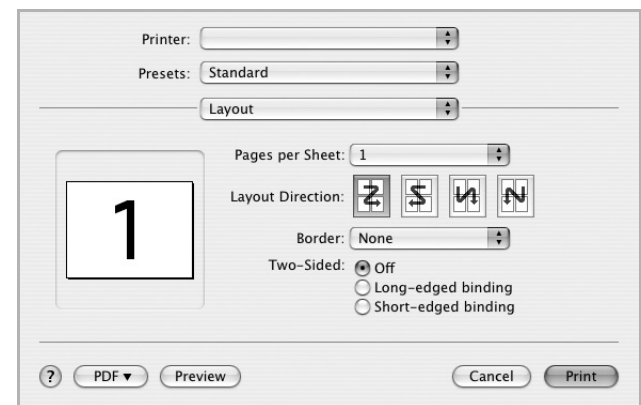 Printer:
Presets: Standard
Layout
Pages per Sheet: 1
1
Layout Direction:
Border: None
Two-Sided: Off
Long-edged binding
Short-edged binding
? PDF▼ Preview Cancel Print